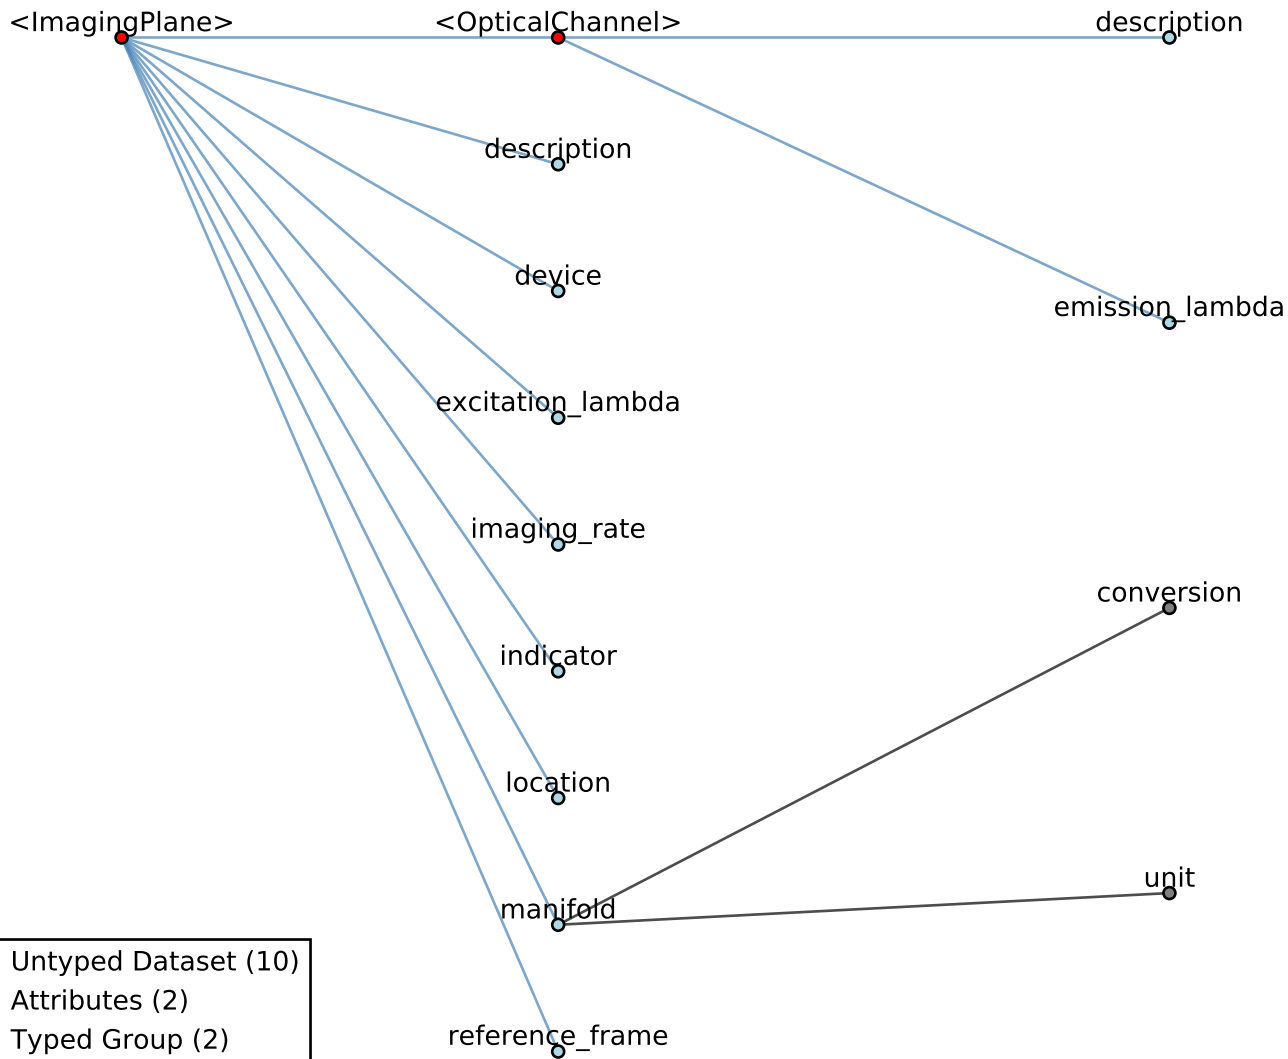 <ImagingPlane>
<OpticalChannel>
description
description
device
emission_lambda
excitation_lambda
imaging_rate
conversion
indicator
location
unit
manifold
Untyped Dataset (10)
Attributes (2)
Typed Group (2)
reference_frame